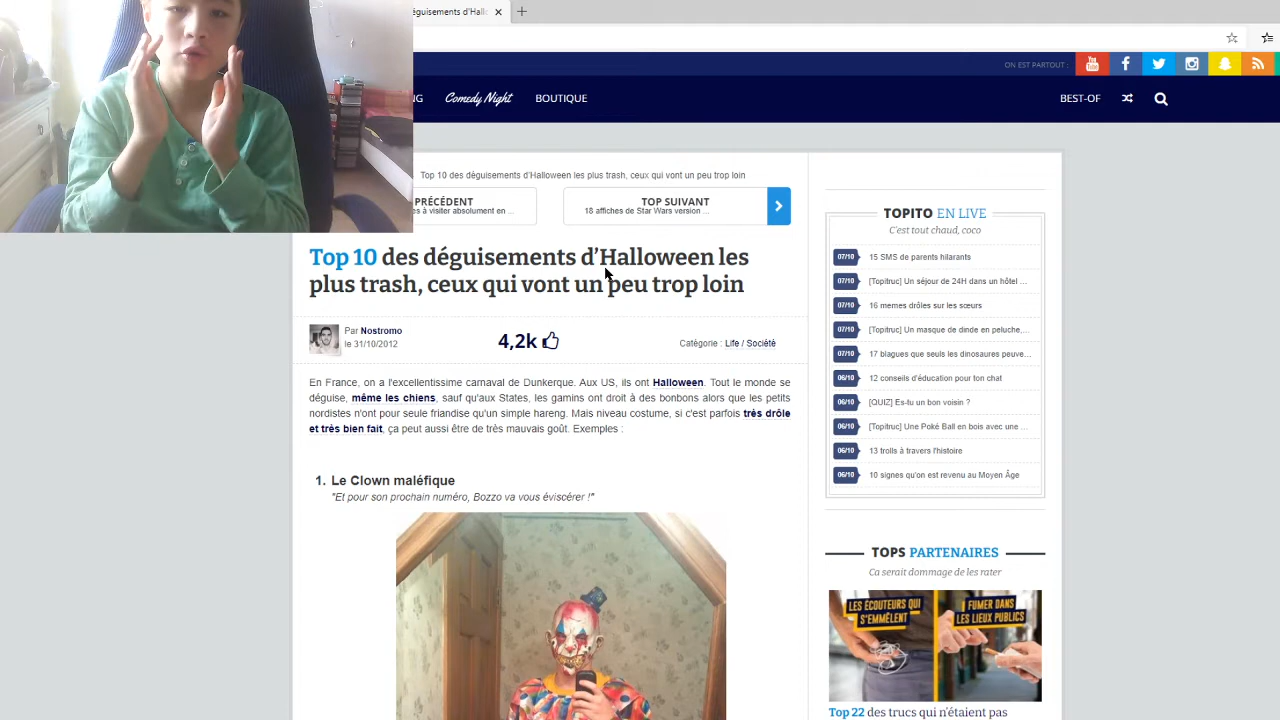 éguisements d'Hall
ON EST PARTOUT :
You Tube
NG Comedy Night BOUTIQUE BEST-OF
Top 10 des déguisements d'Halloween les plus trash, ceux qui vont un peu trop loin
PRÉCÉDENT
es à visiter absolument en ...
TOP SUIVANT
18 affiches de Star Wars version ...
Top 10 des déguisements d'Halloween les
plus trash, ceux qui vont un peu trop loin
Par Nostromo
le 31/10/2012
4,2k
Catégorie : Life / Société
En France, on a l'excellentissime carnaval de Dunkerque. Aux US, ils ont Halloween. Tout le monde se
déguise, même les chiens, sauf qu'aux States, les gamins ont droit à des bonbons alors que les petits
nordistes n'ont pour seule friandise qu'un simple hareng. Mais niveau costume, si c'est parfois très drôle
et très bien fait, ça peut aussi être de très mauvais goût. Exemples :
1. Le Clown maléfique
"Et pour son prochain numéro, Bozzo va vous éviscérer !"
TOPITO EN LIVE
C'est tout chaud, coco
07/10 15 SMS de parents hilarants
07/10 [Topitruc] Un séjour de 24H dans un hôtel ...
07/10 16 memes drôles sur les sœurs
07/10 [Topitruc] Un masque de dinde en peluche,...
07/10 17 blagues que seuls les dinosaures peuve...
06/10 12 conseils d'éducation pour ton chat
06/10 [QUIZ] Es-tu un bon voisin ?
06/10 [Topitruc] Une Poké Ball en bois avec une ...
06/10 13 trolls à travers l'histoire
06/10 10 signes qu'on est revenu au Moyen Âge
TOPS PARTENAIRES
Ca serait dommage de les rater
LES ÉCOUTEURS QUI
S'EMMÊLENT
FUMER DANS
LES LIEUX PUBLICS
Top 22 des trucs qui n'étaient pas